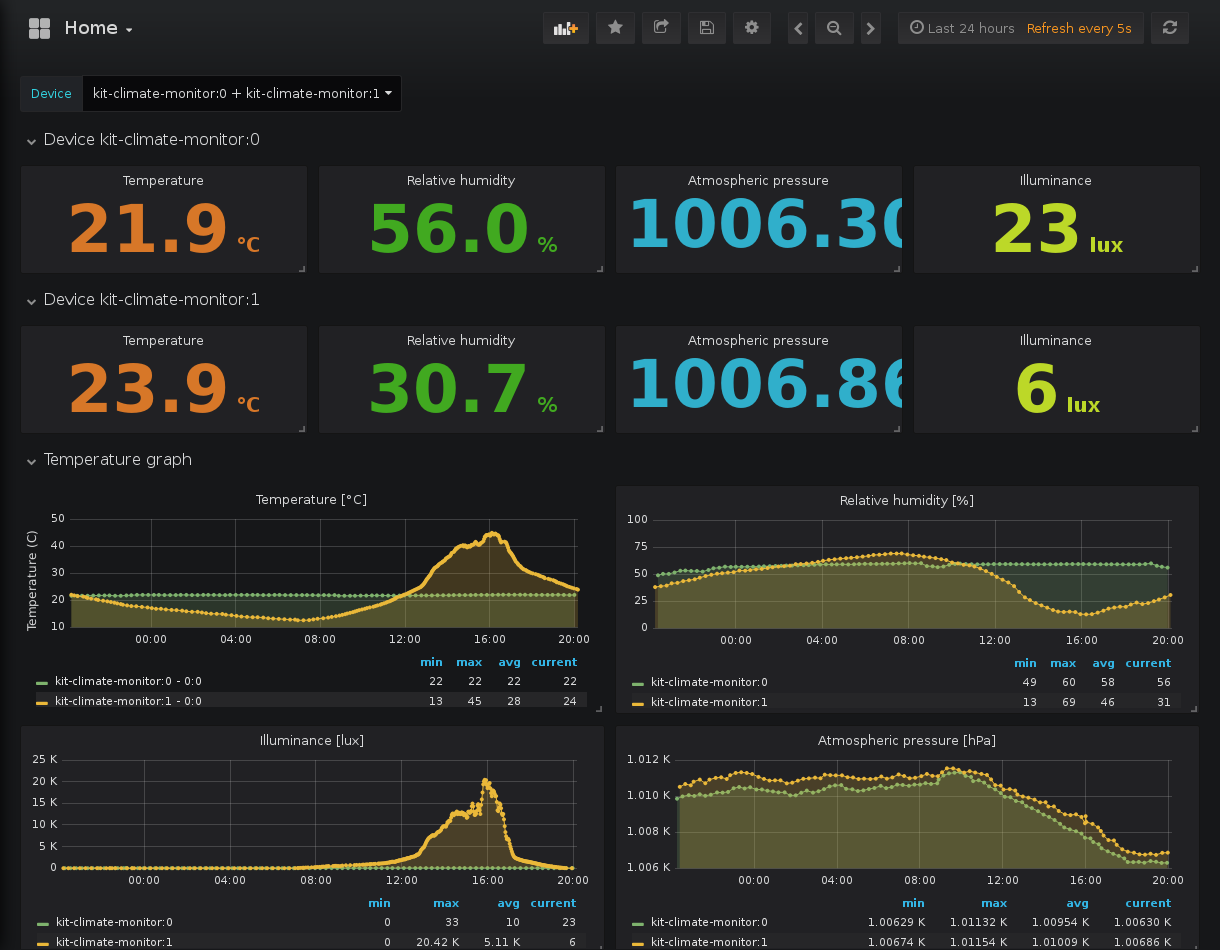 Home
Last 24 hours Refresh every 5s
Device kit-climate-monitor:0 + kit-climate-monitor:1
Device kit-climate-monitor:0
Temperature Relative humidity Atmospheric pressure Illuminance
21.9 °C 56.0 % 1006.30 23 lux
Device kit-climate-monitor:1
Temperature Relative humidity Atmospheric pressure Illuminance
23.9 °C 30.7 % 1006.86 6 lux
Temperature graph
Temperature [°C]
Temperature (C)
50
40
30
20
10
00:00 04:00 08:00 12:00 16:00 20:00
min max avg current
kit-climate-monitor:0 - 0:0 22 22 22 22
kit-climate-monitor:1 - 0:0 13 45 28 24
Relative humidity [%]
100
75
50
25
0
00:00 04:00 08:00 12:00 16:00 20:00
min max avg current
kit-climate-monitor:0 49 60 58 56
kit-climate-monitor:1 13 69 46 31
Illuminance [lux]
25 K
20 K
15 K
10 K
5 K
0
00:00 04:00 08:00 12:00 16:00 20:00
min max avg current
kit-climate-monitor:0 0 33 10 23
kit-climate-monitor:1 0 20.42 K 5.11 K 6
Atmospheric pressure [hPa]
1.012 K
1.010 K
1.008 K
1.006 K
00:00 04:00 08:00 12:00 16:00 20:00
min max avg current
kit-climate-monitor:0 1.00629 K 1.01132 K 1.00954 K 1.00630 K
kit-climate-monitor:1 1.00674 K 1.01154 K 1.01009 K 1.00686 K